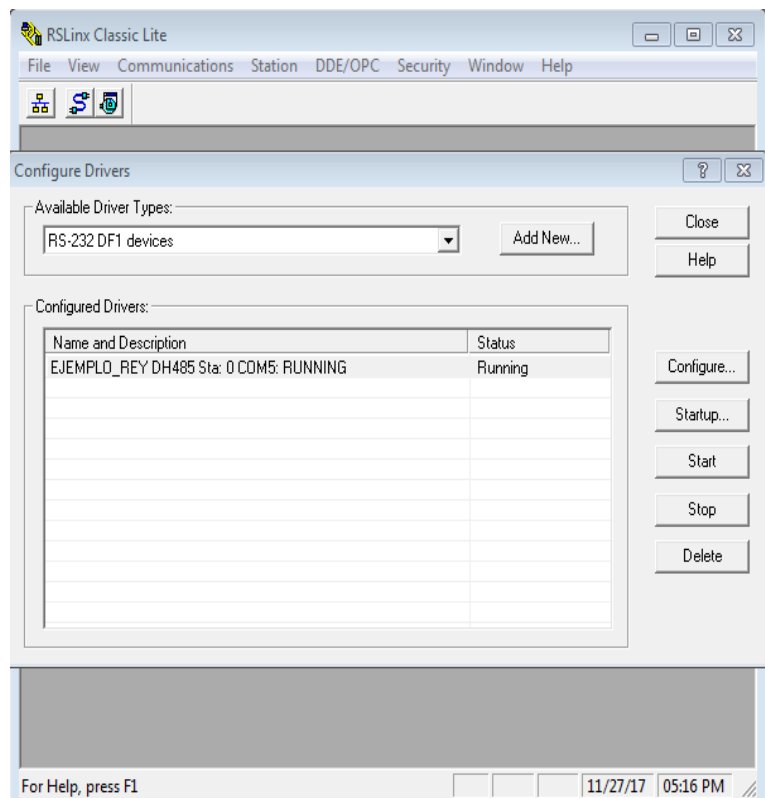 RSLinx Classic Lite
File View Communications Station DDE/OPC Security Window Help
Configure Drivers
Available Driver Types:
RS-232 DF1 devices
Add New...
Close
Help
Configured Drivers:
Name and Description Status
EJEMPLO_REY DH485 Sta: 0 COM5: RUNNING Running
Configure...
Startup...
Start
Stop
Delete
For Help, press F1 11/27/17 05:16 PM